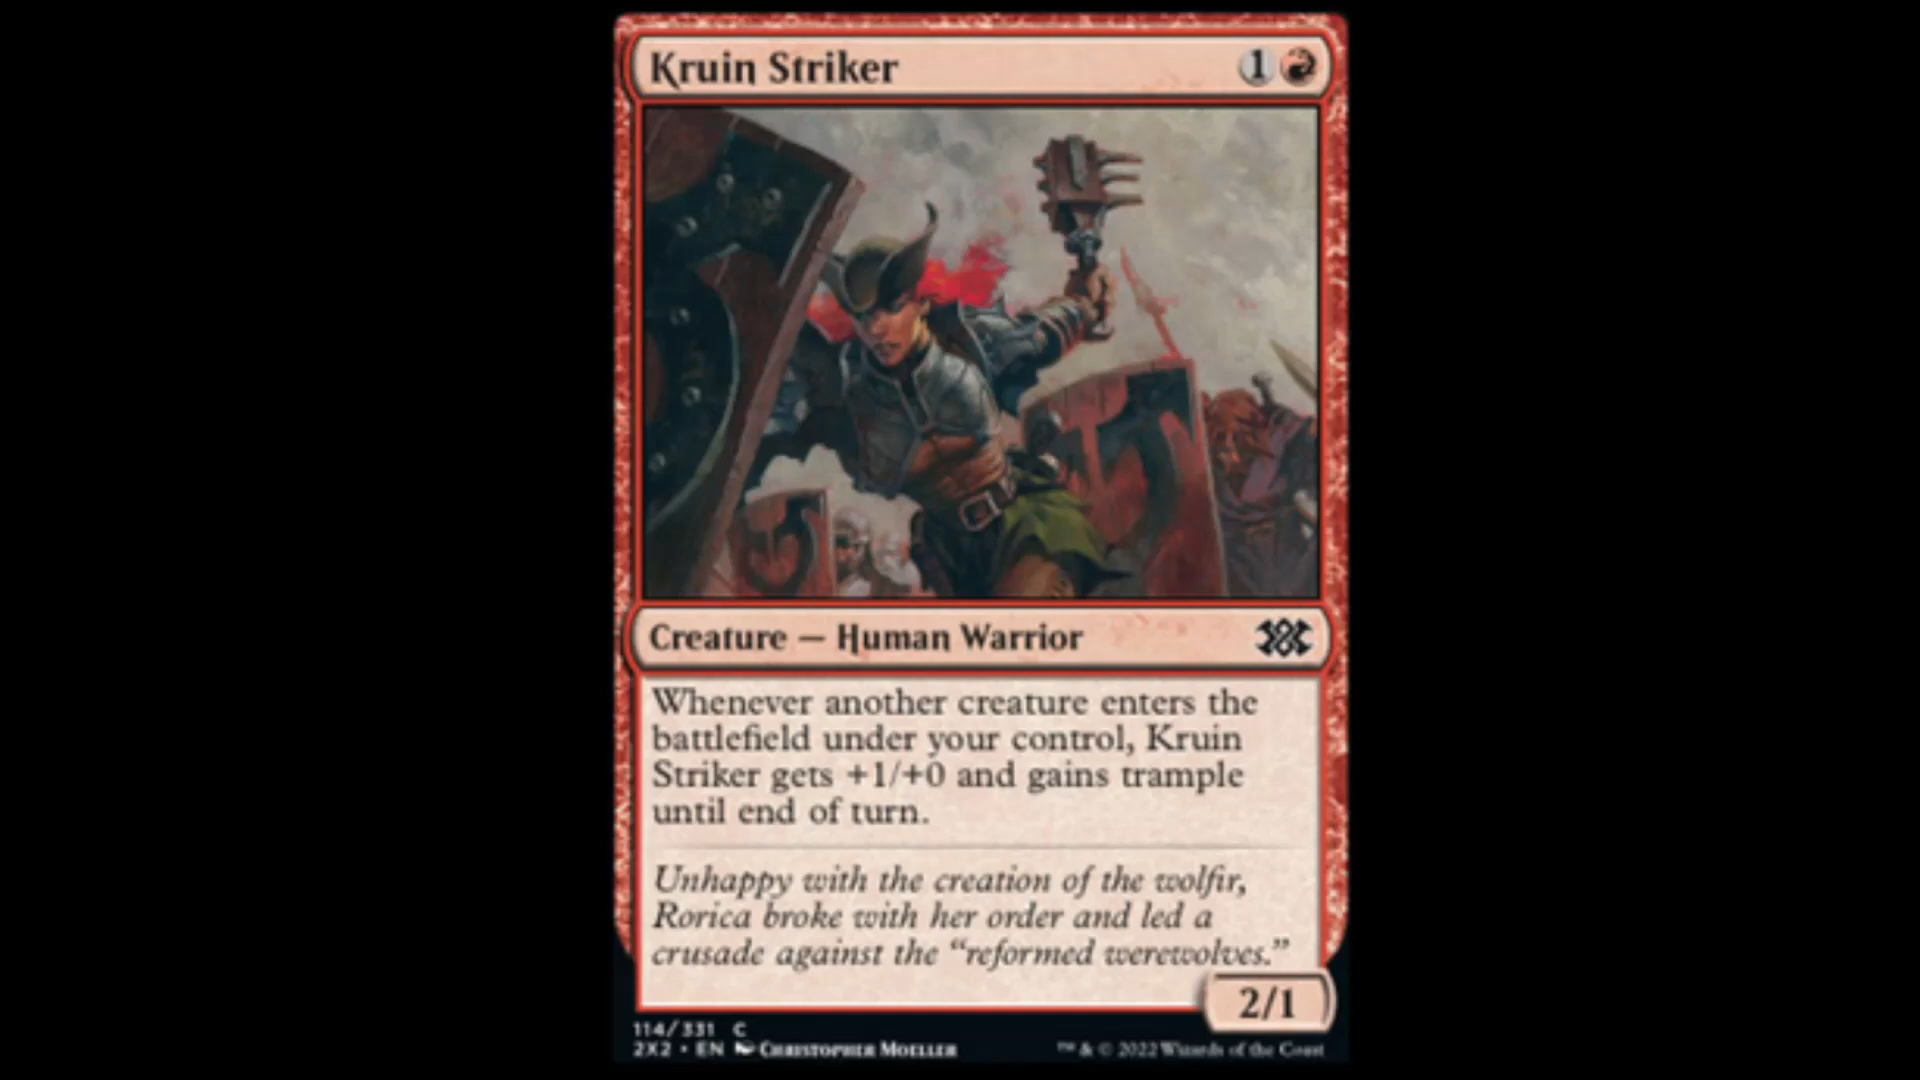 Kruin Striker 1
Creature — Human Warrior
Whenever another creature enters the
battlefield under your control, Kruin
Striker gets +1/+0 and gains trample
until end of turn.
Unhappy with the creation of the wolfir,
Rorica broke with her order and led a
crusade against the “reformed werewolves.”
2/1
114/331 C
2X2 • EN Christopher Moeller
™ & © 2022 Wizards of the Coast